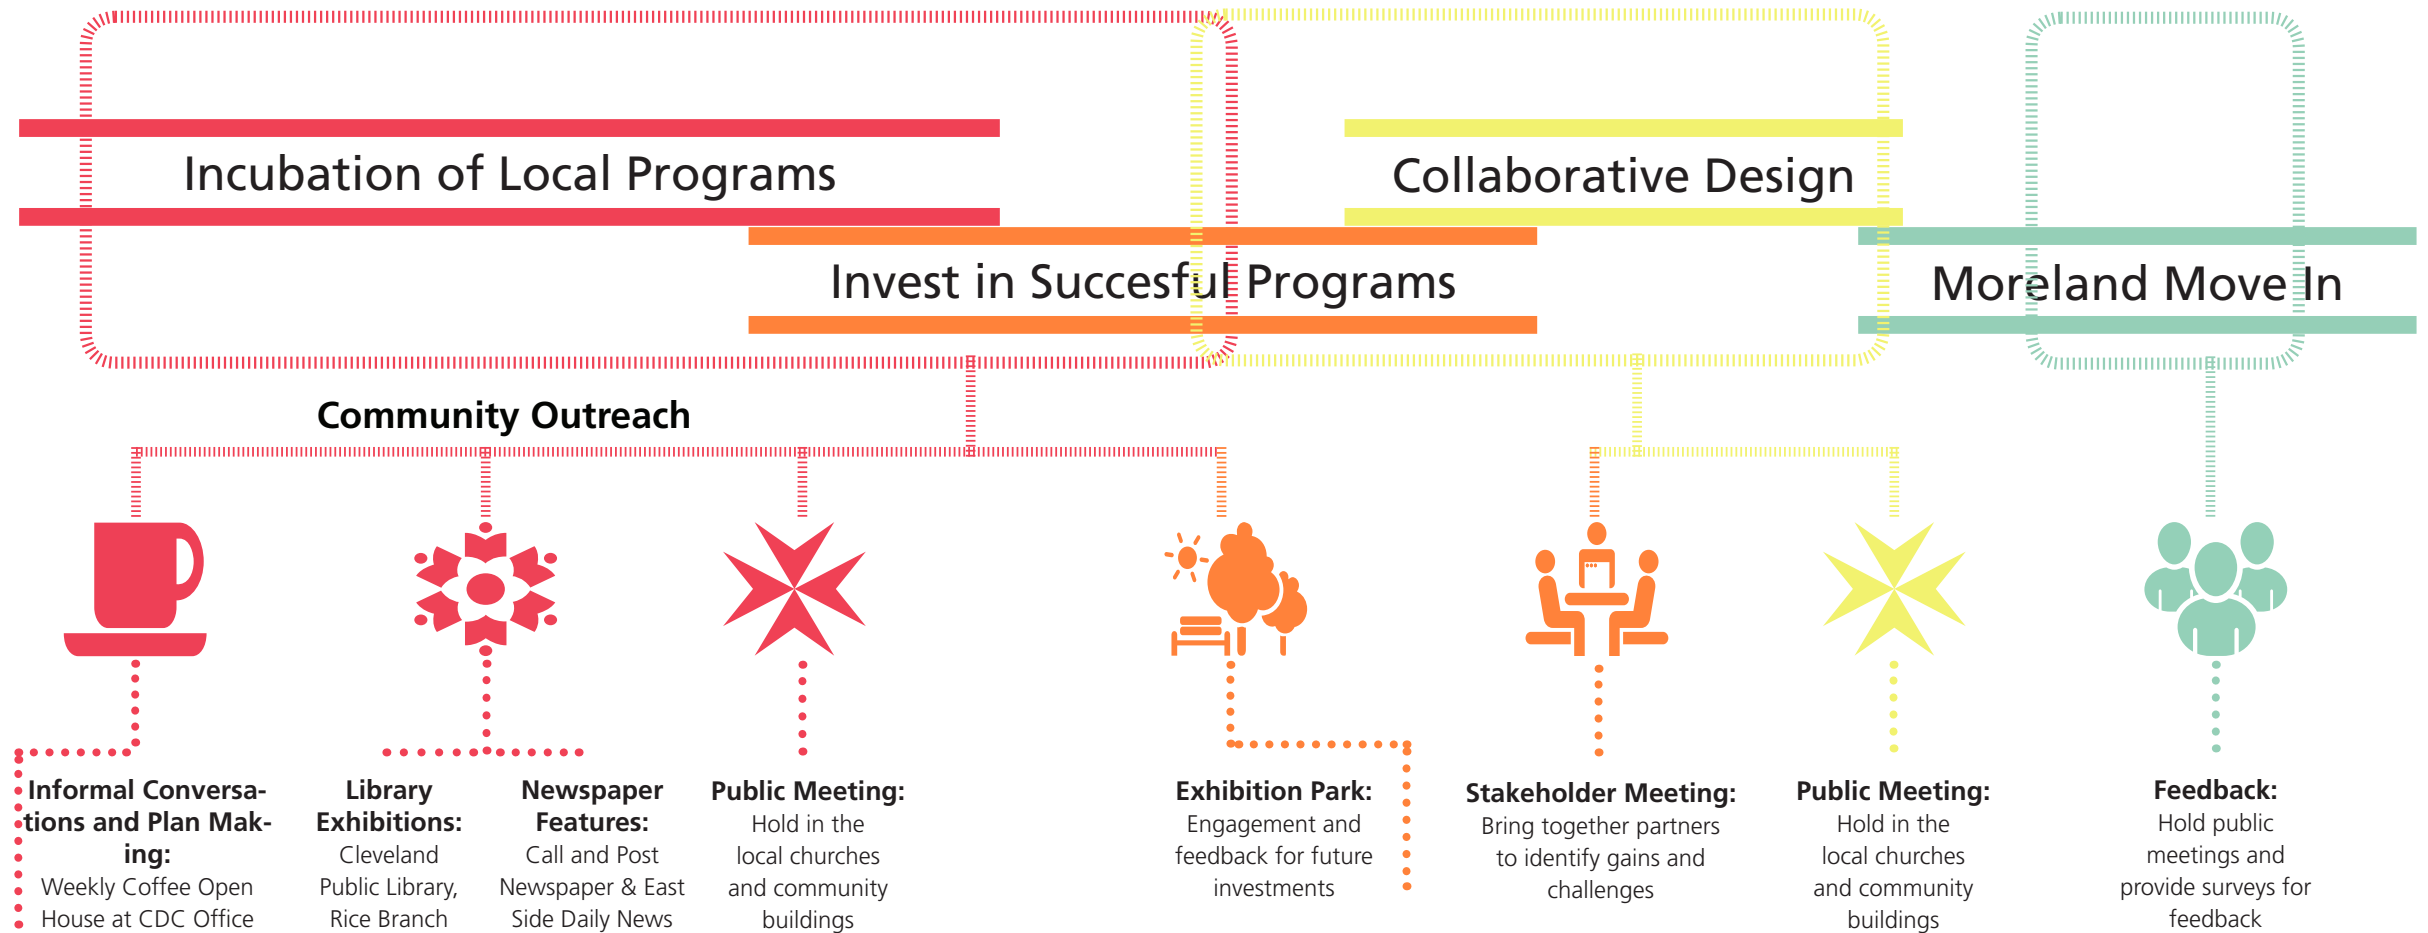 Incubation of Local Programs
Collaborative Design
Invest in Succesful Programs
Moreland Move In
Community Outreach
Informal Conversa-
tions and Plan Mak-
ing:
Weekly Coffee Open
House at CDC Office
Library
Exhibitions:
Cleveland
Public Library,
Rice Branch
Newspaper
Features:
Call and Post
Newspaper & East
Side Daily News
Public Meeting:
Hold in the
local churches
and community
buildings
Exhibition Park:
Engagement and
feedback for future
investments
Stakeholder Meeting:
Bring together partners
to identify gains and
challenges
Public Meeting:
Hold in the
local churches
and community
buildings
Feedback:
Hold public
meetings and
provide surveys for
feedback